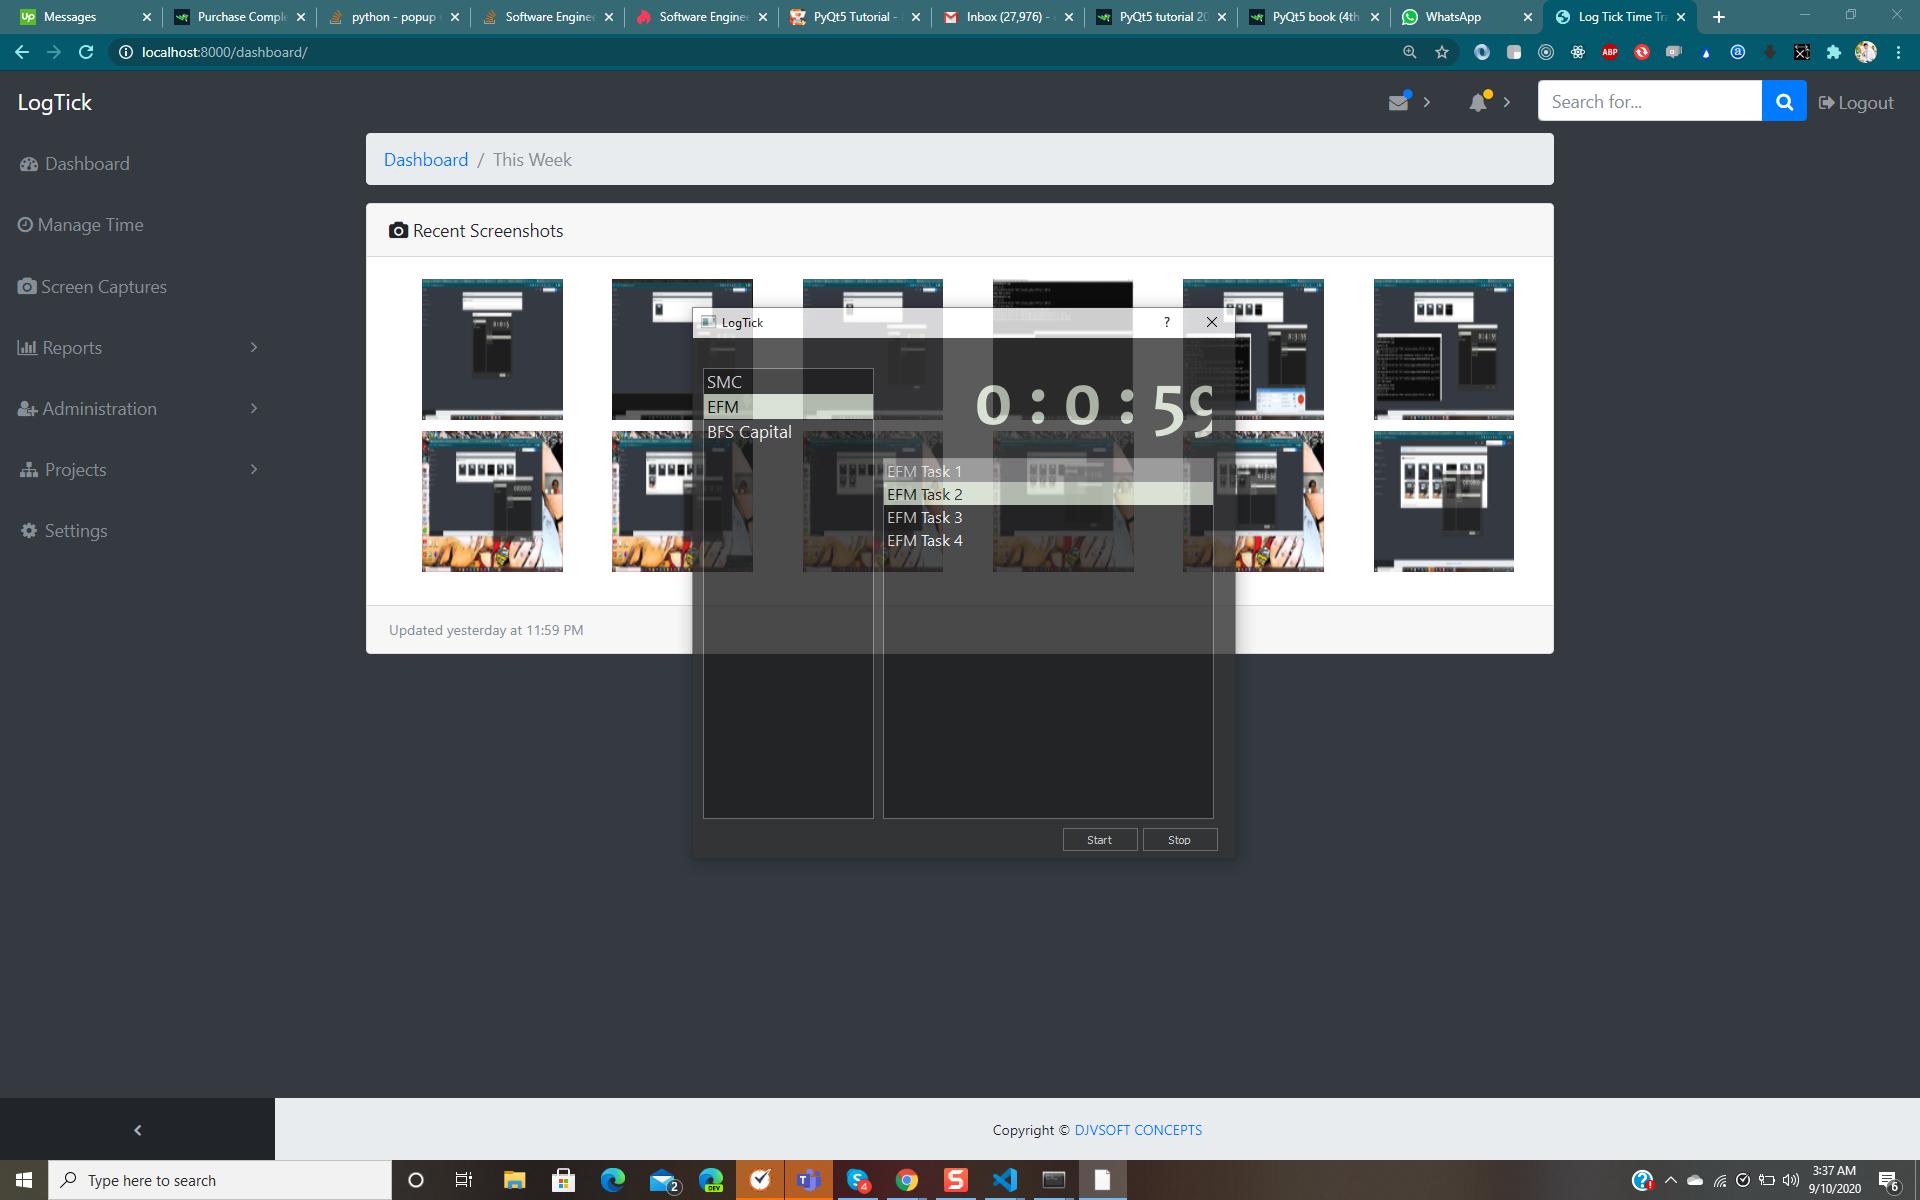 Messages
Purchase Comple
python - popup
Software Enginee
Software Enginee
PyQt5 Tutorial -
Inbox (27,976) -
PyQt5 tutorial 20
PyQt5 book (4th
WhatsApp
Log Tick Time Tra
localhost:8000/dashboard/
LogTick
Search for...
Logout
Dashboard
Manage Time
Screen Captures
Reports
Administration
Projects
Settings
Dashboard / This Week
Recent Screenshots
LogTick
?
SMC
EFM
BFS Capital
0:0:59
EFM Task 1
EFM Task 2
EFM Task 3
EFM Task 4
Start
Stop
Updated yesterday at 11:59 PM
Copyright © DJVSOFT CONCEPTS
Type here to search
3:37 AM
9/10/2020